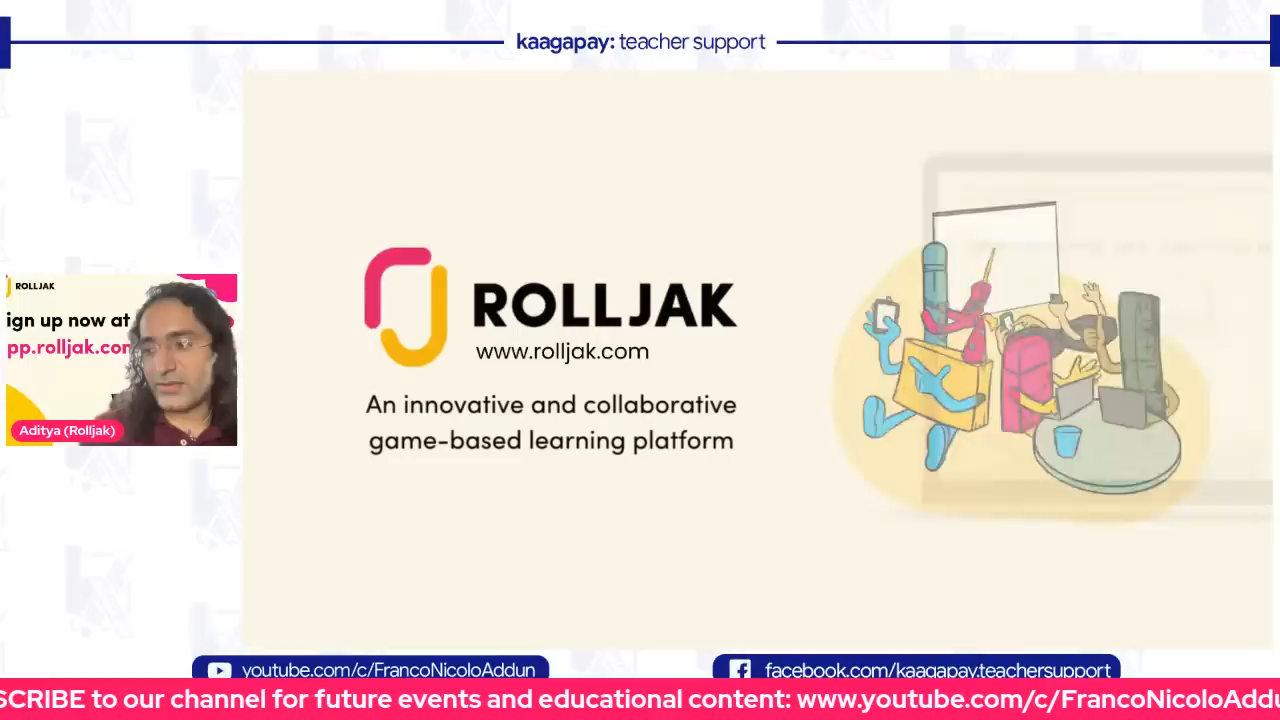 kaagapay: teacher support
ROLLJAK
ign up now at
pp.rolljak.com
Aditya (Rolljak)
ROLLJAK
www.rolljak.com
An innovative and collaborative
game-based learning platform
youtube.com/c/FrancoNicoloAddun
facebook.com/kaagapay.teachersupport
SCRIBE to our channel for future events and educational content: www.youtube.com/c/FrancoNicoloAddu